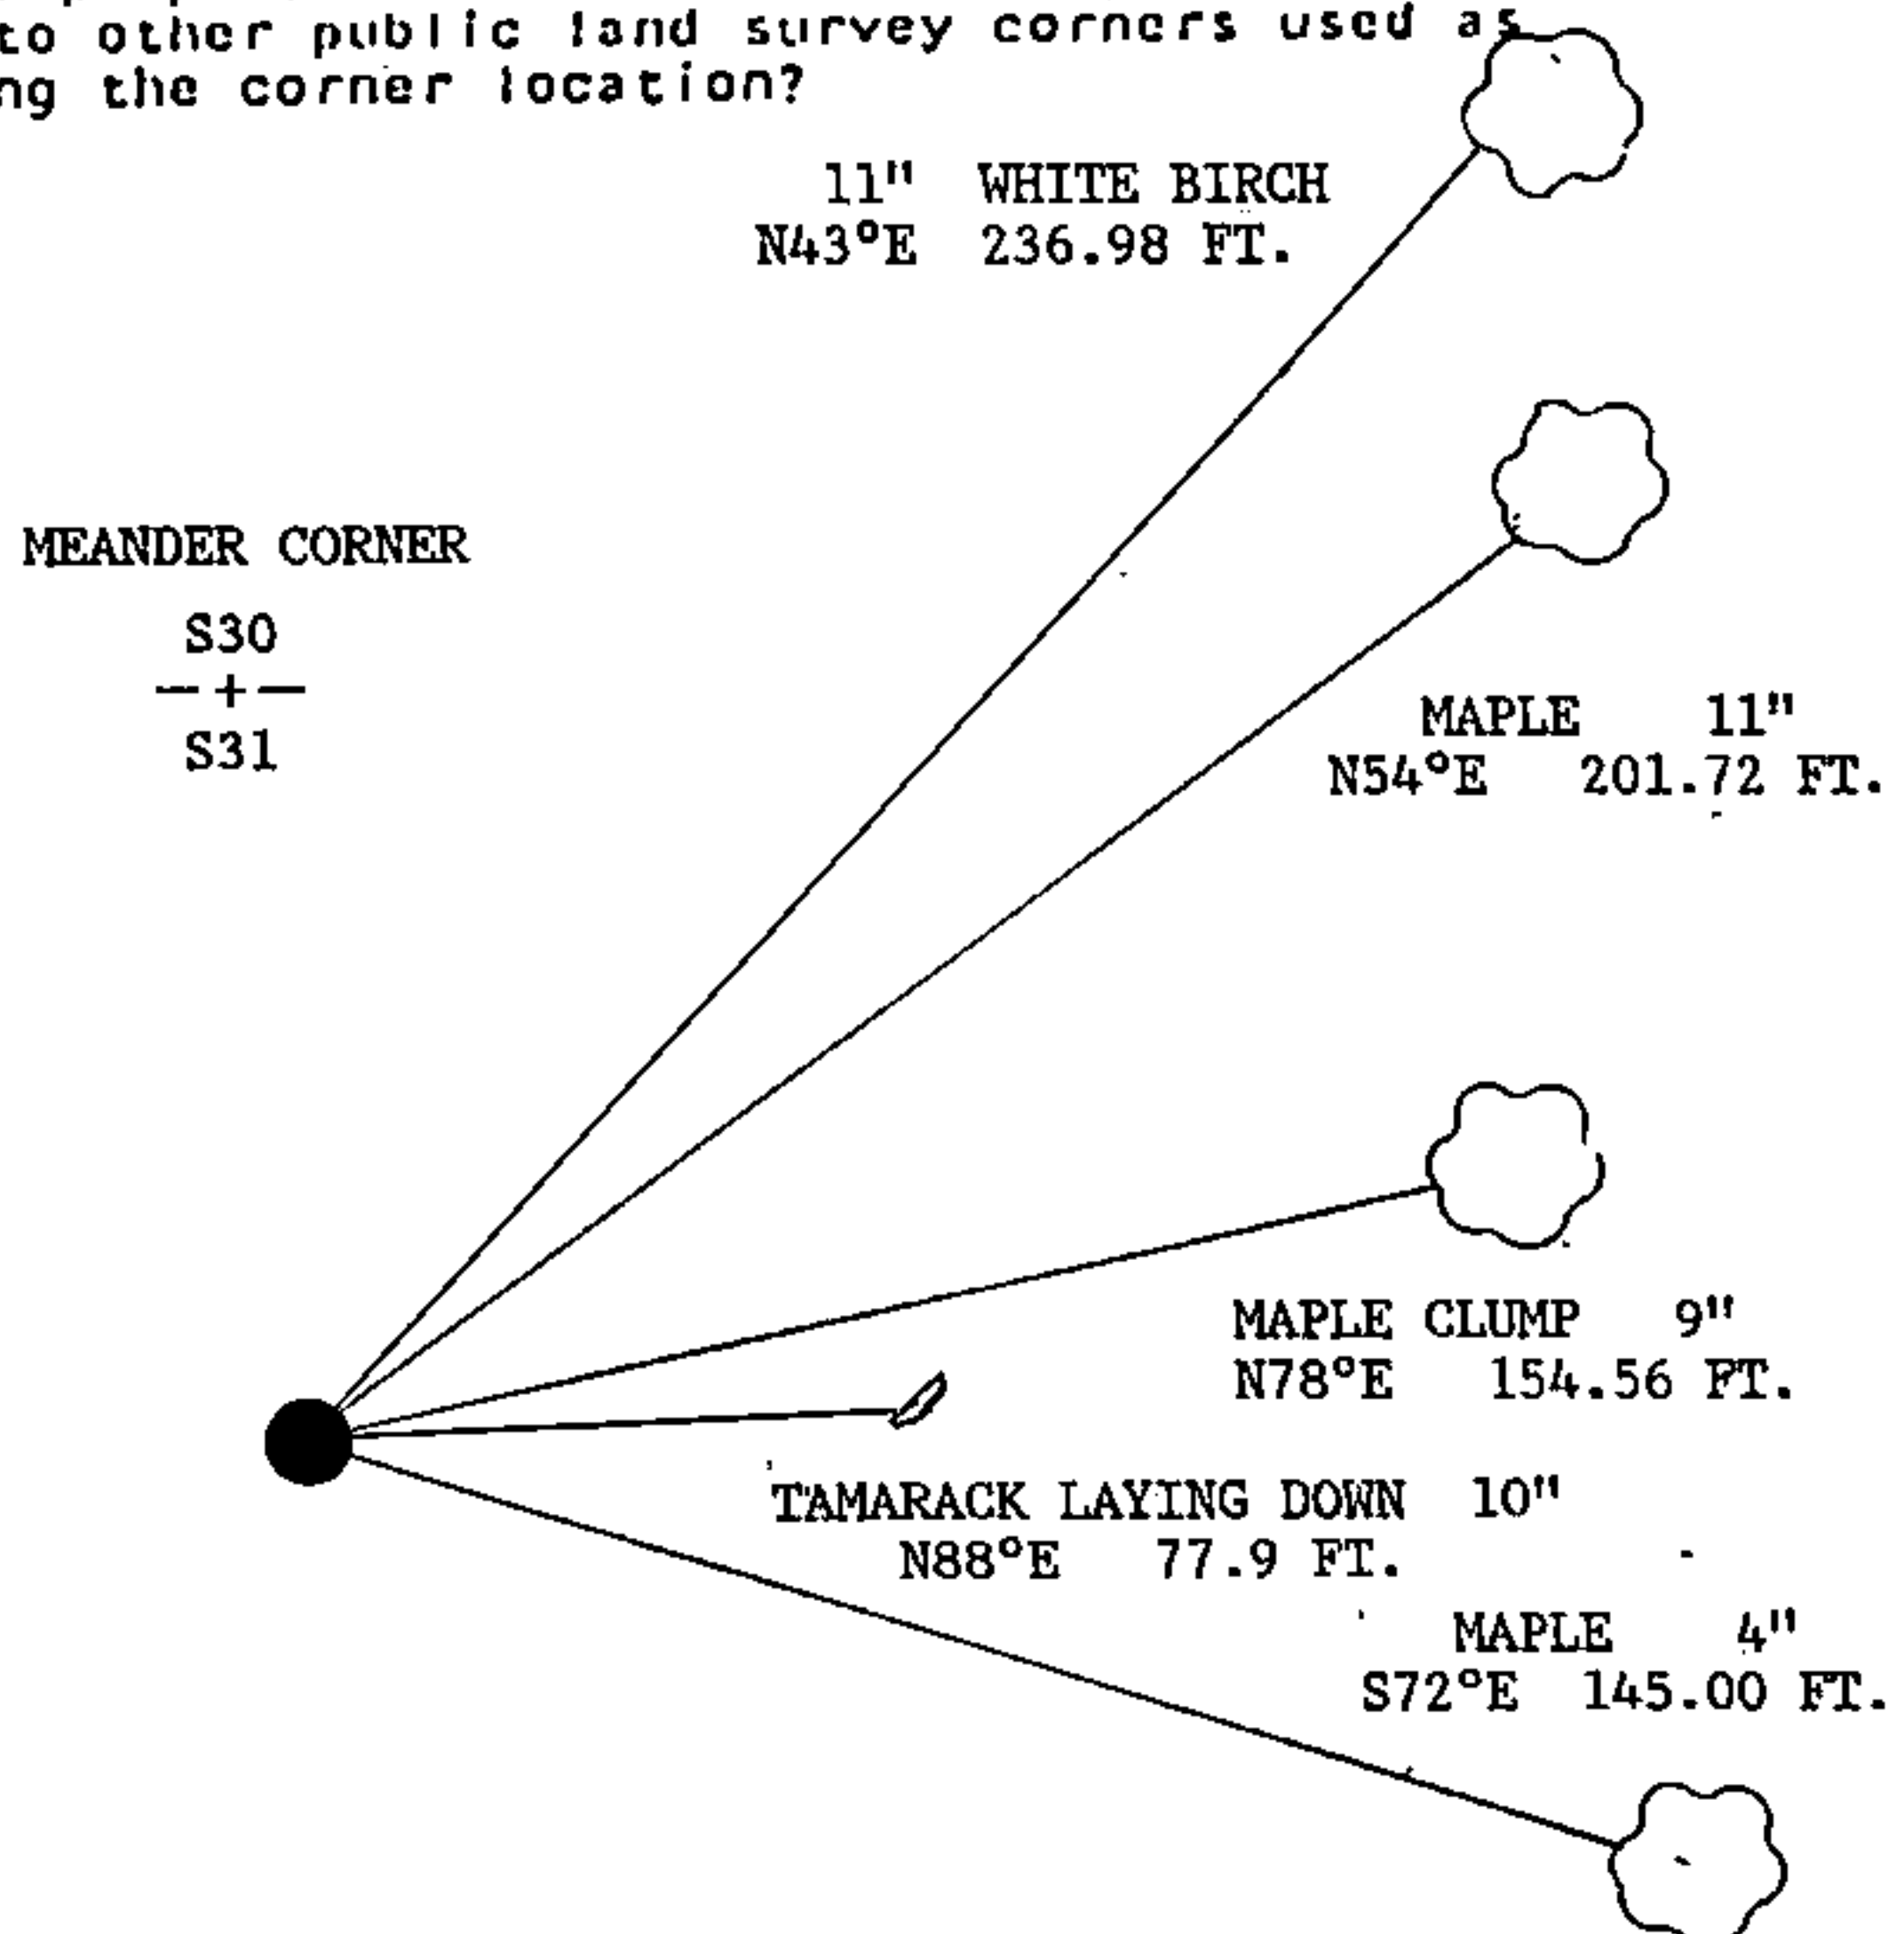 to other public land survey corners used as
ng the corner location?
11" WHITE BIRCH
N43°E 236.98 FT.
MEANDER CORNER
S30
— + —
S31
MAPLE 11"
N54°E 201.72 FT.
MAPLE CLUMP 9"
N78°E 154.56 FT.
TAMARACK LAYING DOWN 10"
N88°E 77.9 FT.
MAPLE 4"
S72°E 145.00 FT.